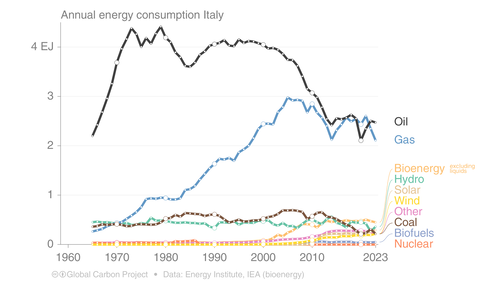 Annual energy consumption Italy
4 EJ
3
2
1
0
1960 1970 1980 1990 2000 2010 2023
Oil
Gas
Bioenergy excluding liquids
Hydro
Solar
Wind
Other
Coal
Biofuels
Nuclear
Global Carbon Project • Data: Energy Institute, IEA (bioenergy)